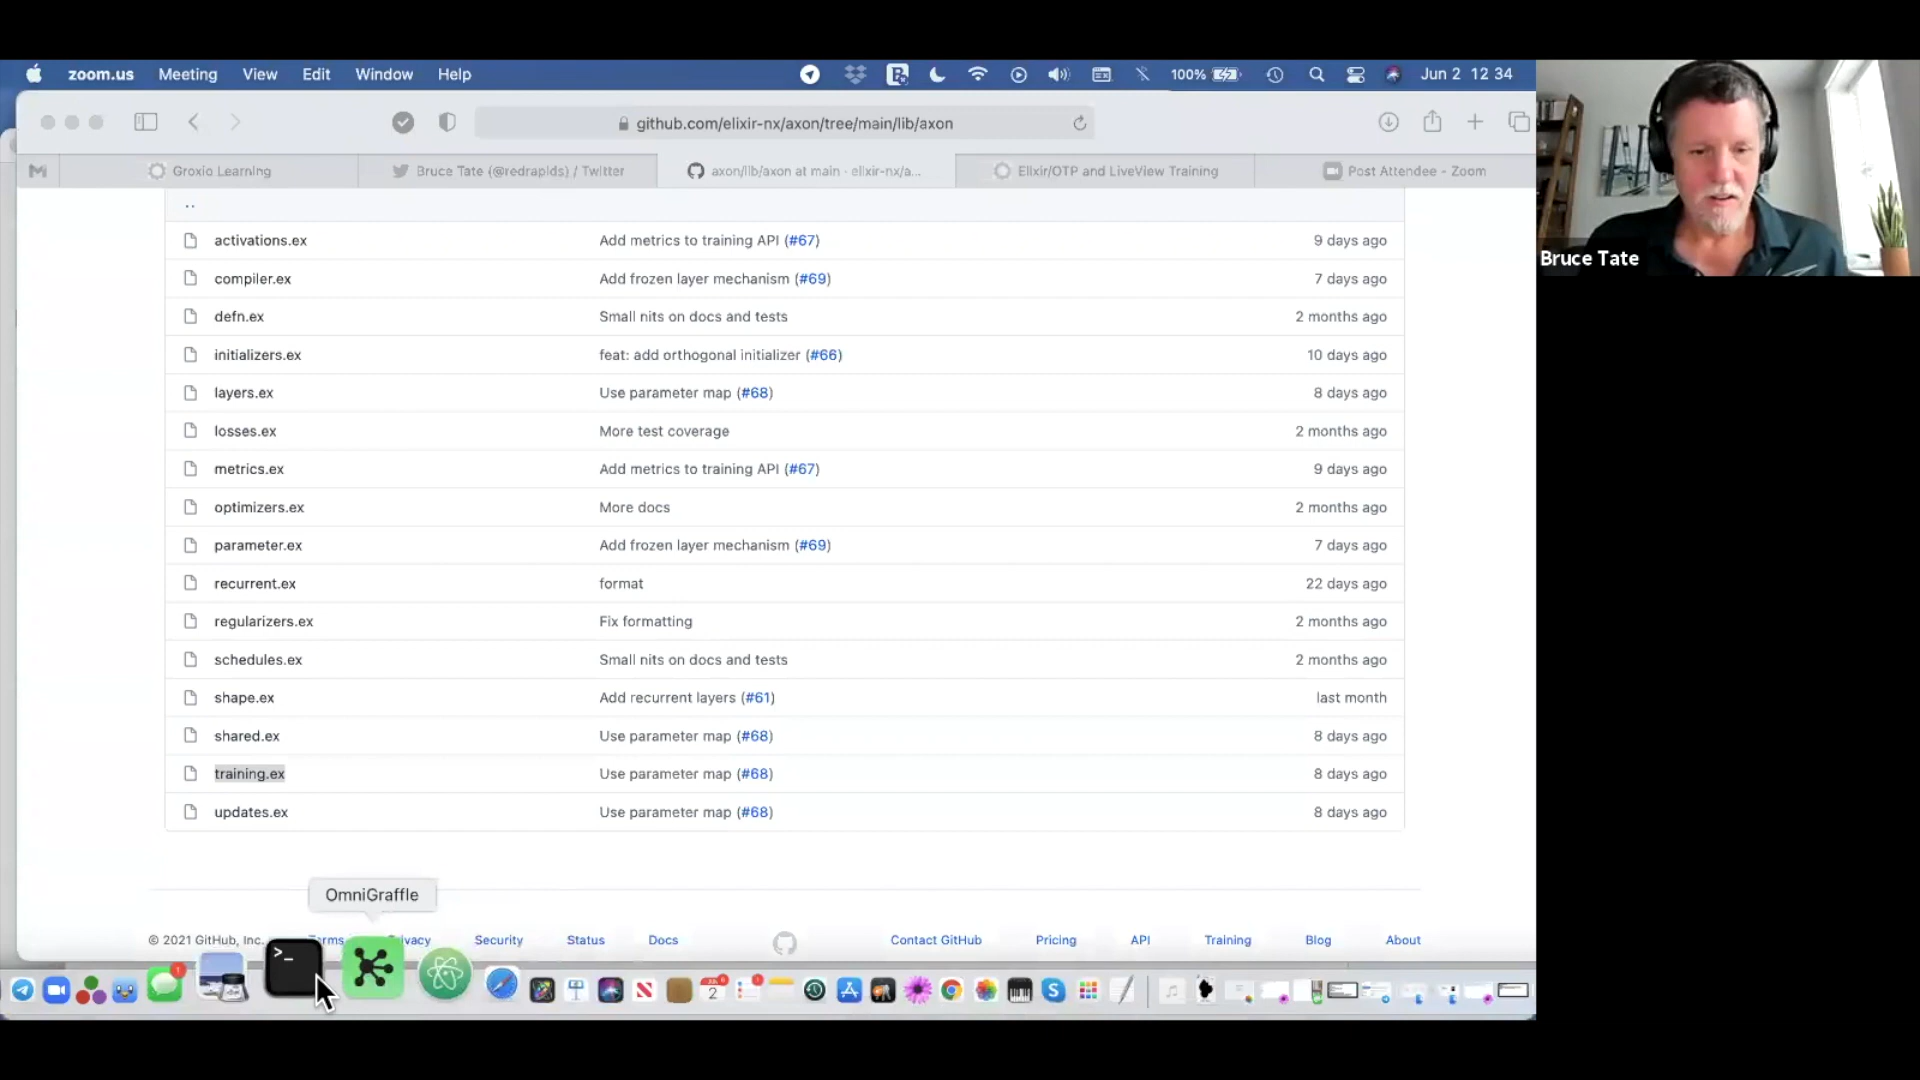 zoom.us Meeting View Edit Window Help 100% Jun 2 12 34
github.com/elixir-nx/axon/tree/main/lib/axon
Groxio Learning
Bruce Tate (@redrapids) / Twitter
axon/lib/axon at main · elixir-nx/a...
Elixir/OTP and LiveView Training
Post Attendee - Zoom
Bruce Tate
..
activations.ex Add metrics to training API (#67) 9 days ago
compiler.ex Add frozen layer mechanism (#69) 7 days ago
defn.ex Small nits on docs and tests 2 months ago
initializers.ex feat: add orthogonal initializer (#66) 10 days ago
layers.ex Use parameter map (#68) 8 days ago
losses.ex More test coverage 2 months ago
metrics.ex Add metrics to training API (#67) 9 days ago
optimizers.ex More docs 2 months ago
parameter.ex Add frozen layer mechanism (#69) 7 days ago
recurrent.ex format 22 days ago
regularizers.ex Fix formatting 2 months ago
schedules.ex Small nits on docs and tests 2 months ago
shape.ex Add recurrent layers (#61) last month
shared.ex Use parameter map (#68) 8 days ago
training.ex Use parameter map (#68) 8 days ago
updates.ex Use parameter map (#68) 8 days ago
OmniGraffle
© 2021 GitHub, Inc. Terms Privacy Security Status Docs Contact GitHub Pricing API Training Blog About